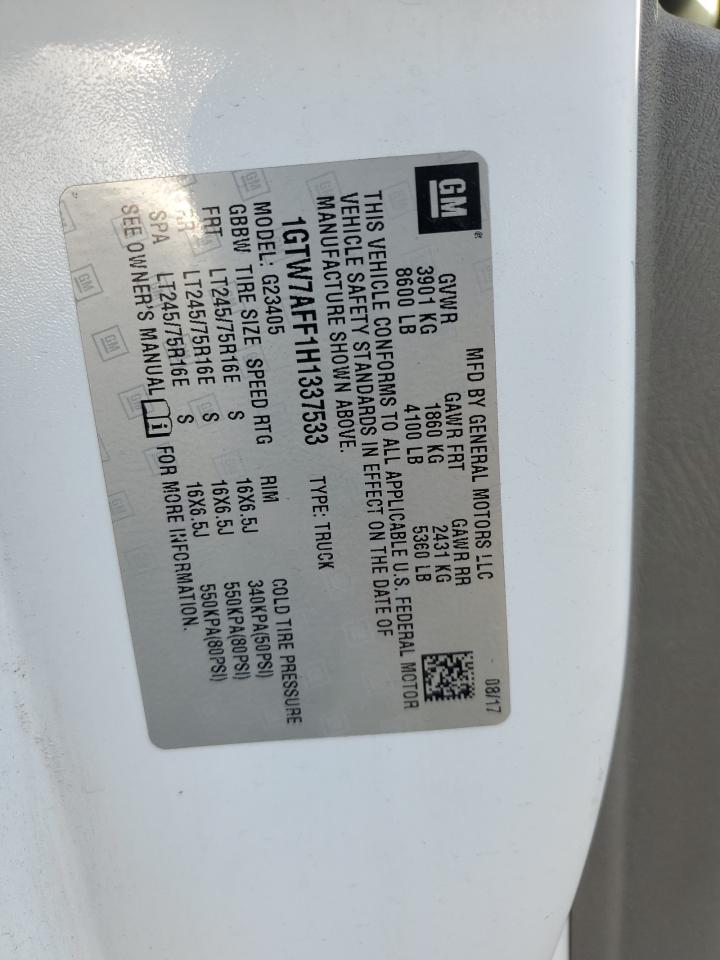 GM ®
MFD BY GENERAL MOTORS LLC 08/17
GVWR GAWR FRT GAWR RR
3901 KG 1860 KG 2431 KG
8600 LB 4100 LB 5360 LB
THIS VEHICLE CONFORMS TO ALL APPLICABLE U.S. FEDERAL MOTOR
VEHICLE SAFETY STANDARDS IN EFFECT ON THE DATE OF
MANUFACTURE SHOWN ABOVE.
1GTW7AFF1H1337533 TYPE: TRUCK
MODEL: G23405
GBBW TIRE SIZE SPEED RTG RIM COLD TIRE PRESSURE
FRT LT245/75R16E S 16X6.5J 340KPA(50PSI)
RR LT245/75R16E S 16X6.5J 550KPA(80PSI)
SPA LT245/75R16E S 16X6.5J 550KPA(80PSI)
SEE OWNER'S MANUAL i FOR MORE INFORMATION.